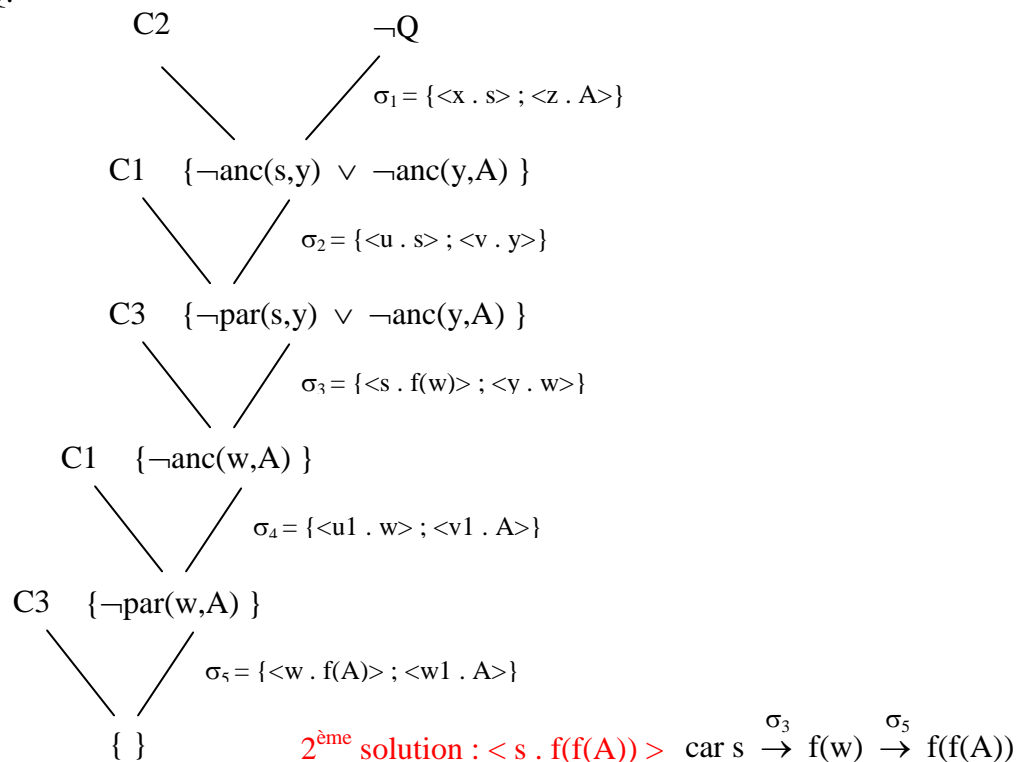 C2 ¬Q
σ1 = {<x . s> ; <z . A>}
C1 {¬anc(s,y) ∨ ¬anc(y,A) }
σ2 = {<u . s> ; <v . y>}
C3 {¬par(s,y) ∨ ¬anc(y,A) }
σ3 = {<s . f(w)> ; <y . w>}
C1 {¬anc(w,A) }
σ4 = {<u1 . w> ; <v1 . A>}
C3 {¬par(w,A) }
σ5 = {<w . f(A)> ; <w1 . A>}
σ3 σ5
{ } 2ème solution : < s . f(f(A)) > car s → f(w) → f(f(A))